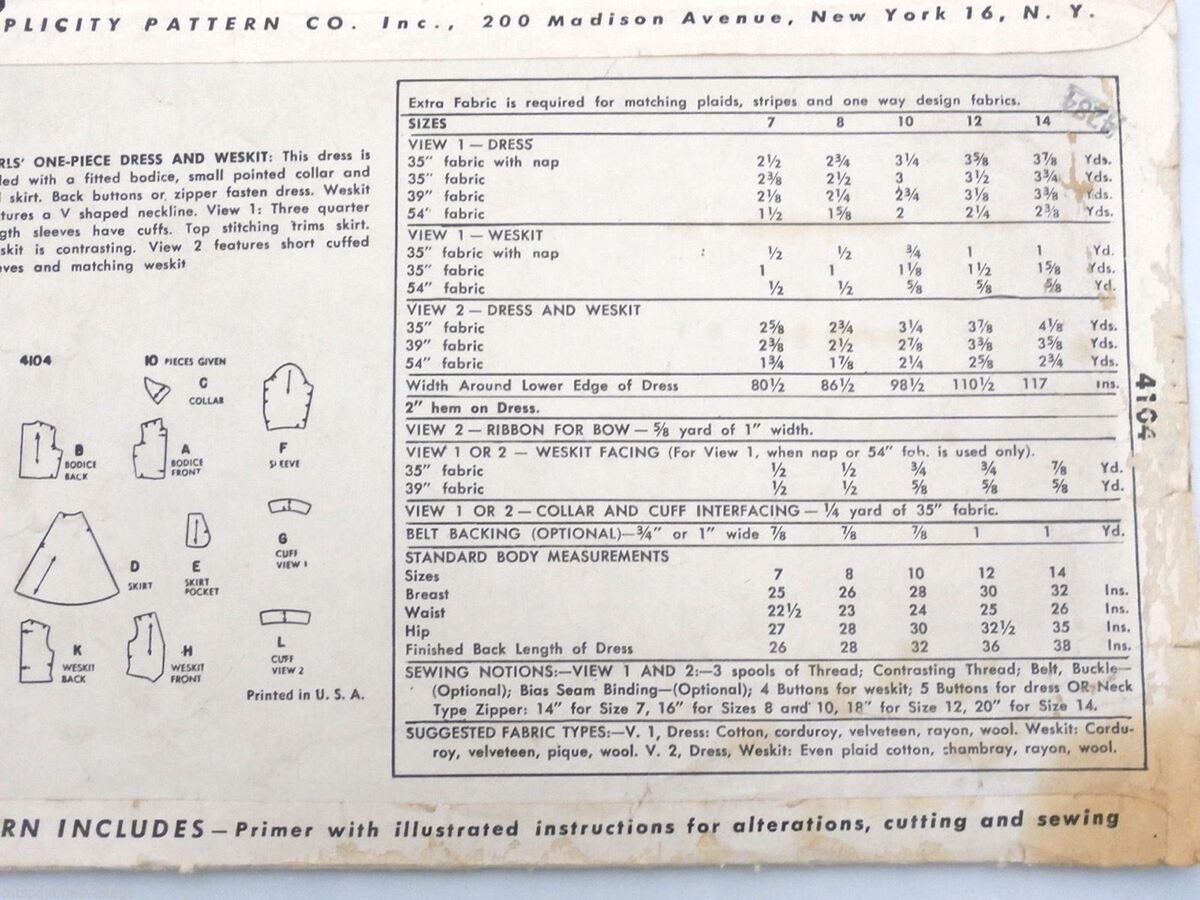 PLICITY PATTERN CO. Inc., 200 Madison Avenue, New York 16, N. Y.
RLS' ONE-PIECE DRESS AND WESKIT: This dress is
led with a fitted bodice, small pointed collar and
skirt. Back buttons or zipper fasten dress. Weskit
tures a V shaped neckline. View 1: Three quarter
gth sleeves have cuffs. Top stitching trims skirt.
skit is contrasting. View 2 features short cuffed
eves and matching weskit
4104 10 PIECES GIVEN
C
COLLAR
B
BODICE
BACK
A
BODICE
FRONT
F
SLEEVE
G
CUFF
VIEW 1
D
SKIRT
E
SKIRT
POCKET
K
WESKIT
BACK
H
WESKIT
FRONT
L
CUFF
VIEW 2
Printed in U. S. A.
Extra Fabric is required for matching plaids, stripes and one way design fabrics.
SIZES 7 8 10 12 14
VIEW 1 — DRESS
35" fabric with nap 2½ 2¾ 3¼ 3⅝ 3⅞ Yds.
35" fabric 2⅜ 2½ 3 3½ 3¾ Yds.
39" fabric 2⅛ 2¼ 2¾ 3⅛ 3⅜ Yds.
54" fabric 1½ 1⅝ 2 2¼ 2⅜ Yds.
VIEW 1 — WESKIT
35" fabric with nap ½ ½ ¾ 1 1 Yd.
35" fabric 1 1 1⅛ 1½ 1⅝ Yds.
54" fabric ½ ½ ⅝ ⅝ ⅝ Yd.
VIEW 2 — DRESS AND WESKIT
35" fabric 2⅝ 2¾ 3¼ 3⅞ 4⅛ Yds.
39" fabric 2⅜ 2½ 2⅞ 3⅜ 3⅝ Yds.
54" fabric 1¾ 1⅞ 2¼ 2⅝ 2¾ Yds.
Width Around Lower Edge of Dress 80½ 86½ 98½ 110½ 117 Ins.
2" hem on Dress.
VIEW 2 — RIBBON FOR BOW — ⅝ yard of 1" width.
VIEW 1 OR 2 — WESKIT FACING (For View 1, when nap or 54" fab. is used only).
35" fabric ½ ½ ¾ ¾ ⅞ Yd.
39" fabric ½ ½ ⅝ ⅝ ⅝ Yd.
VIEW 1 OR 2 — COLLAR AND CUFF INTERFACING — ¼ yard of 35" fabric.
BELT BACKING (OPTIONAL)—¾" or 1" wide ⅞ ⅞ ⅞ 1 1 Yd.
STANDARD BODY MEASUREMENTS
Sizes 7 8 10 12 14
Breast 25 26 28 30 32 Ins.
Waist 22½ 23 24 25 26 Ins.
Hip 27 28 30 32½ 35 Ins.
Finished Back Length of Dress 26 28 32 36 38 Ins.
SEWING NOTIONS:—VIEW 1 AND 2:—3 spools of Thread; Contrasting Thread; Belt, Buckle—
(Optional); Bias Seam Binding—(Optional); 4 Buttons for weskit; 5 Buttons for dress OR Neck
Type Zipper: 14" for Size 7, 16" for Sizes 8 and 10, 18" for Size 12, 20" for Size 14.
SUGGESTED FABRIC TYPES:—V. 1, Dress: Cotton, corduroy, velveteen, rayon, wool. Weskit: Cordu-
roy, velveteen, pique, wool. V. 2, Dress, Weskit: Even plaid cotton, chambray, rayon, wool.
4104
RN INCLUDES — Primer with illustrated instructions for alterations, cutting and sewing